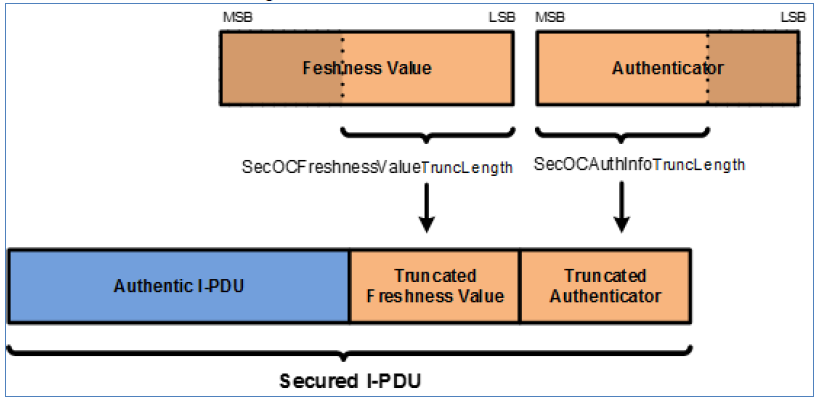 MSB LSB MSB LSB
Feshness Value Authenticator
SecOCFreshnessValueTruncLength SecOCAuthInfoTruncLength
Authentic I-PDU
Truncated
Freshness Value
Truncated
Authenticator
Secured I-PDU